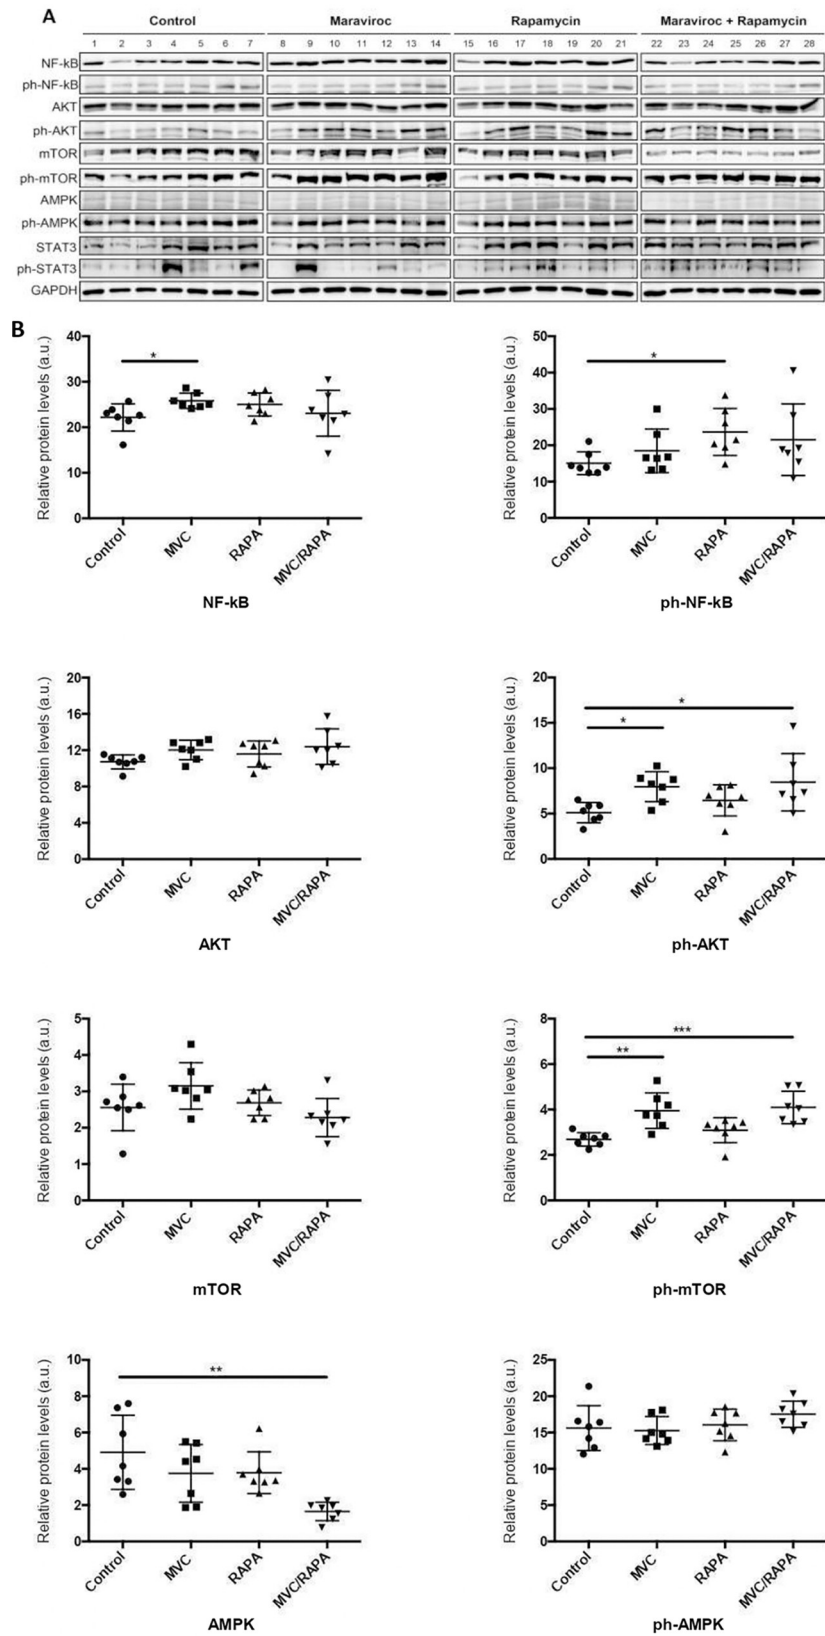 A
Control Maraviroc Rapamycin Maraviroc + Rapamycin
1 2 3 4 5 6 7 8 9 10 11 12 13 14 15 16 17 18 19 20 21 22 23 24 25 26 27 28
NF-kB
ph-NF-kB
AKT
ph-AKT
mTOR
ph-mTOR
AMPK
ph-AMPK
STAT3
ph-STAT3
GAPDH
B
Relative protein levels (a.u.)
40
30
20
10
0
*
Control MVC RAPA MVC/RAPA
NF-kB
Relative protein levels (a.u.)
50
40
30
20
10
0
*
Control MVC RAPA MVC/RAPA
ph-NF-kB
Relative protein levels (a.u.)
20
16
12
8
4
0
Control MVC RAPA MVC/RAPA
AKT
Relative protein levels (a.u.)
20
15
10
5
0
*
*
Control MVC RAPA MVC/RAPA
ph-AKT
Relative protein levels (a.u.)
5
4
3
2
1
0
Control MVC RAPA MVC/RAPA
mTOR
Relative protein levels (a.u.)
8
6
4
2
0
***
**
Control MVC RAPA MVC/RAPA
ph-mTOR
Relative protein levels (a.u.)
10
8
6
4
2
0
**
Control MVC RAPA MVC/RAPA
AMPK
Relative protein levels (a.u.)
25
20
15
10
5
0
Control MVC RAPA MVC/RAPA
ph-AMPK